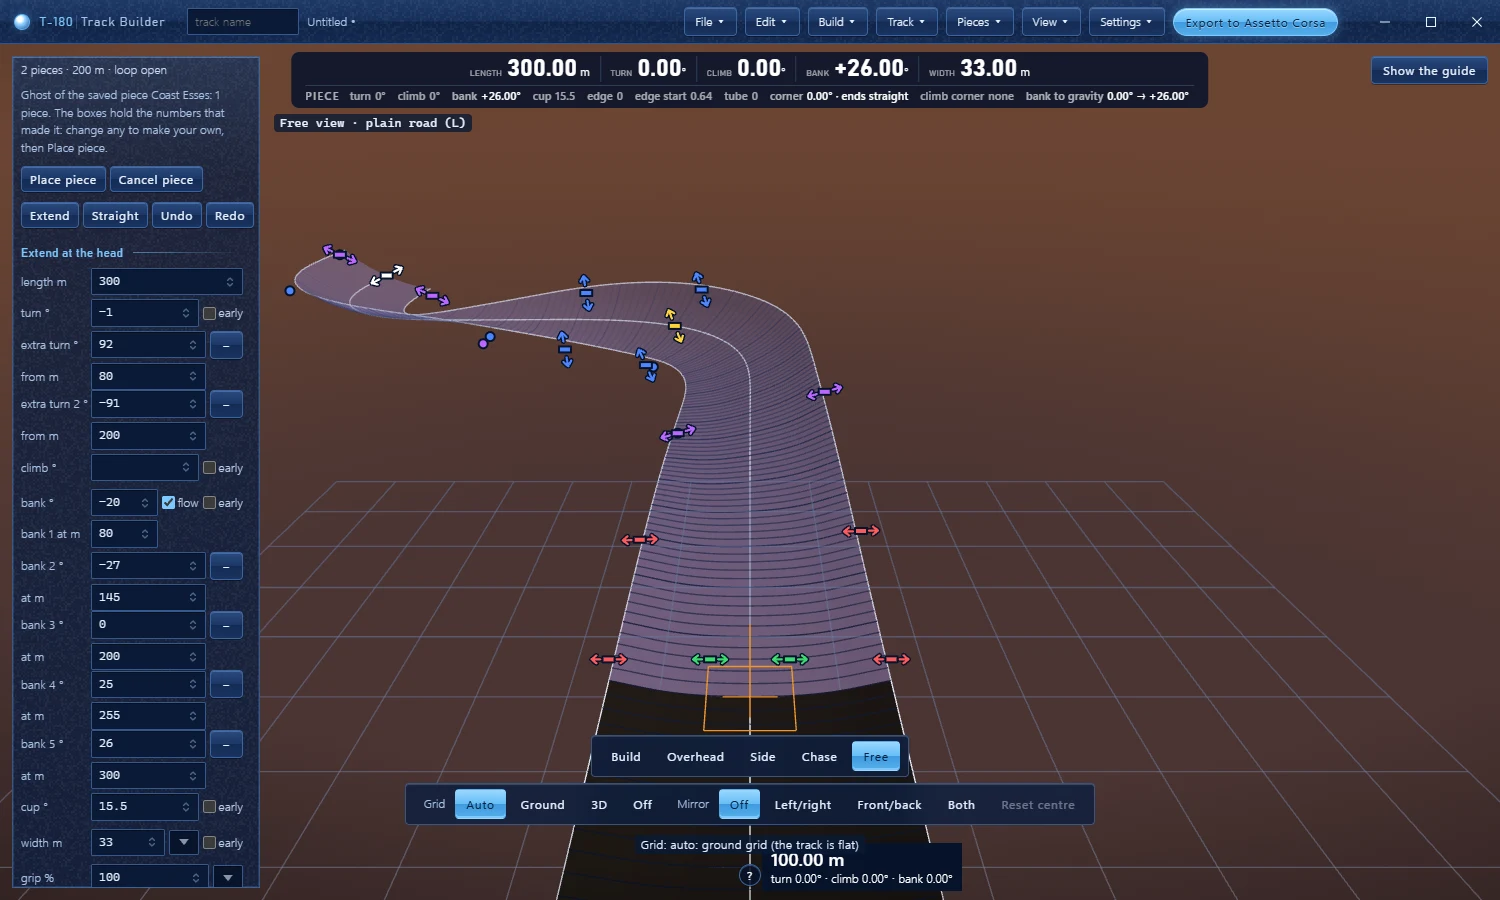 T-180 | Track Builder
track name
Untitled •
File ▾
Edit ▾
Build ▾
Track ▾
Pieces ▾
View ▾
Settings ▾
Export to Assetto Corsa
2 pieces · 200 m · loop open
Ghost of the saved piece Coast Esses: 1
piece. The boxes hold the numbers that
made it: change any to make your own,
then Place piece.
Place piece
Cancel piece
Extend
Straight
Undo
Redo
Extend at the head
length m 300
turn ° −1 early
extra turn ° 92 −
from m 80
extra turn 2 ° −91 −
from m 200
climb ° early
bank ° −20 flow early
bank 1 at m 80
bank 2 ° −27 −
at m 145
bank 3 ° 0 −
at m 200
bank 4 ° 25 −
at m 255
bank 5 ° 26 −
at m 300
cup ° 15.5 early
width m 33 early
grip % 100
LENGTH 300.00 m TURN 0.00° CLIMB 0.00° BANK +26.00° WIDTH 33.00 m
PIECE turn 0° climb 0° bank +26.00° cup 15.5 edge 0 edge start 0.64 tube 0 corner 0.00° · ends straight climb corner none bank to gravity 0.00° → +26.00°
Free view · plain road (L)
Show the guide
Build Overhead Side Chase Free
Grid Auto Ground 3D Off Mirror Off Left/right Front/back Both Reset centre
Grid: auto: ground grid (the track is flat)
100.00 m
? turn 0.00° · climb 0.00° · bank 0.00°